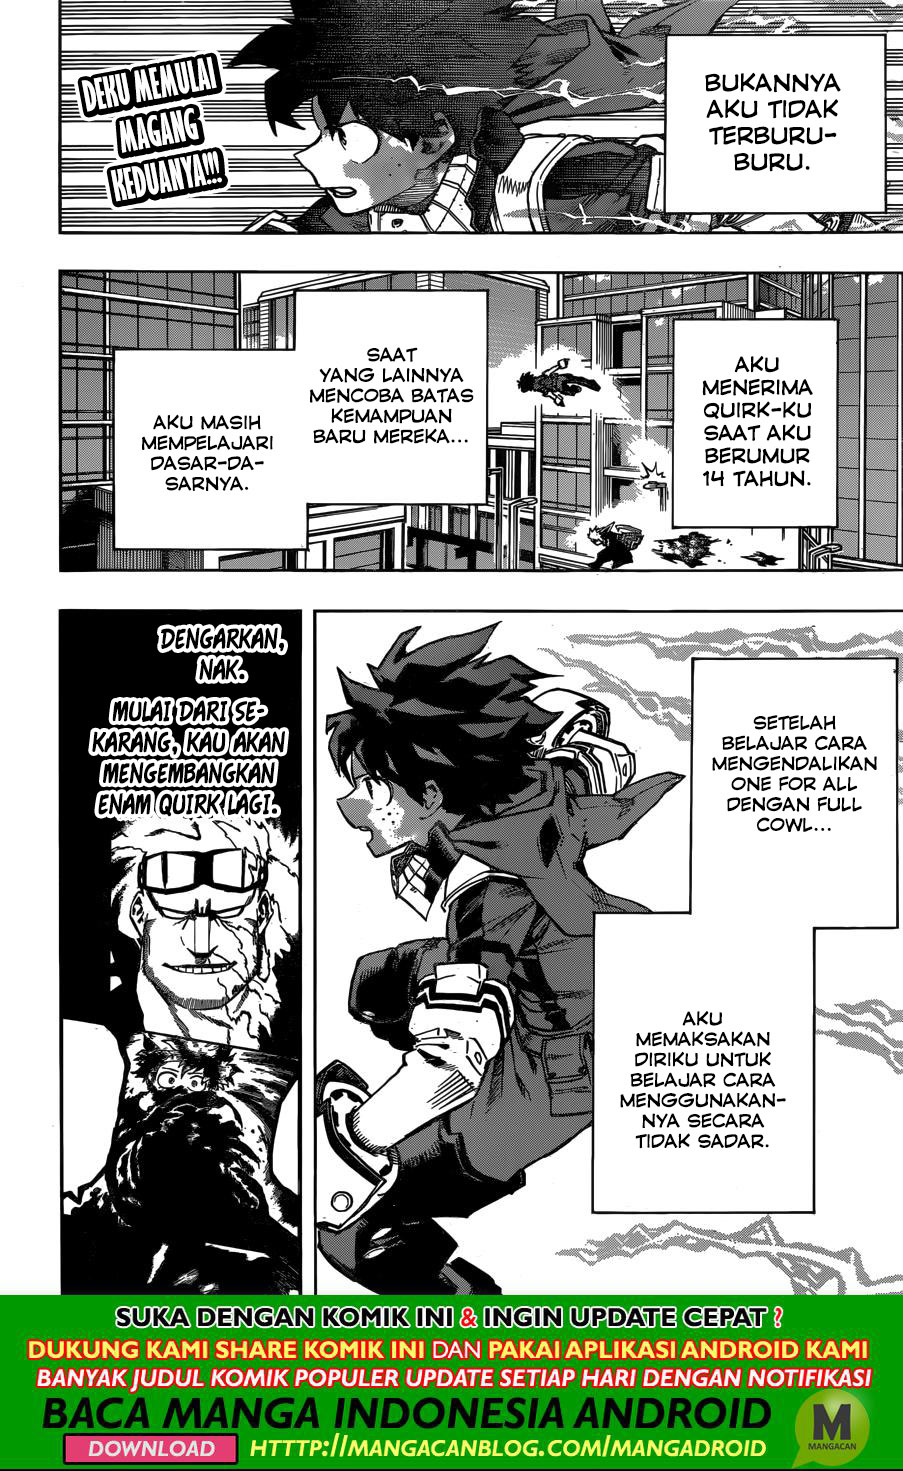 BUKANNYA
AKU TIDAK
TERBURU-
BURU.
DEKU MEMULAI
MAGANG
KEDUANYA!!!
AKU
MENERIMA
QUIRK-KU
SAAT AKU
BERUMUR
14 TAHUN.
SAAT
YANG LAINNYA
MENCOBA BATAS
KEMAMPUAN
BARU MEREKA...
AKU MASIH
MEMPELAJARI
DASAR-DA-
SARNYA.
SETELAH
BELAJAR CARA
MENGENDALIKAN
ONE FOR ALL
DENGAN FULL
COWL...
AKU
MEMAKSAKAN
DIRIKU UNTUK
BELAJAR CARA
MENGGUNAKAN-
NYA SECARA
TIDAK SADAR.
DENGARKAN,
NAK.
MULAI DARI SE-
KARANG, KAU AKAN
MENGEMBANGKAN
ENAM QUIRK LAGI.
SUKA DENGAN KOMIK INI & INGIN UPDATE CEPAT ?
DUKUNG KAMI SHARE KOMIK INI DAN PAKAI APLIKASI ANDROID KAMI
BANYAK JUDUL KOMIK POPULER UPDATE SETIAP HARI DENGAN NOTIFIKASI
BACA MANGA INDONESIA ANDROID
DOWNLOAD HTTTP://MANGACANBLOG.COM/MANGADROID
M
MANGACAN